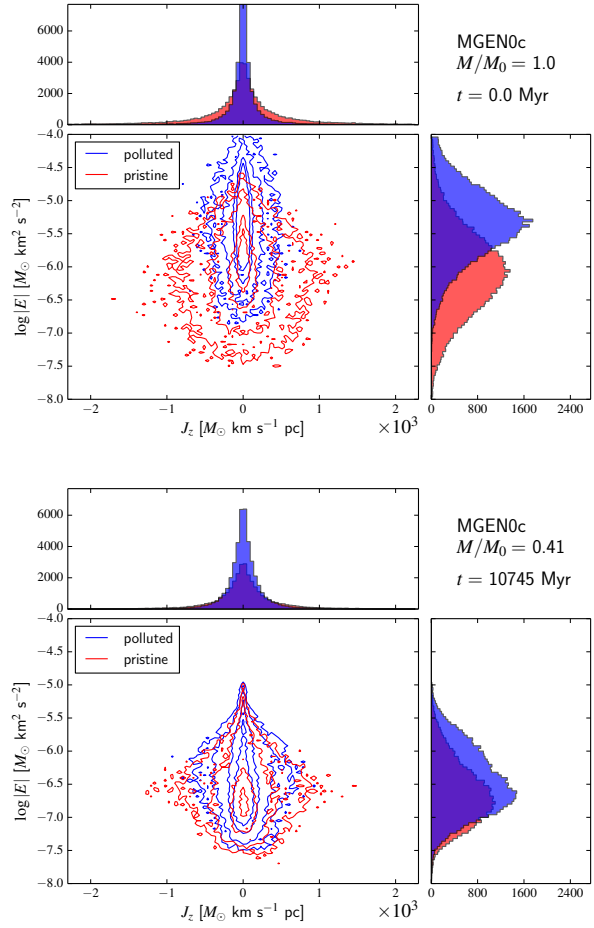 6000
4000
2000
0
MGEN0c
M/M₀ = 1.0
t = 0.0 Myr
polluted
pristine
−4.0
−4.5
−5.0
−5.5
−6.0
−6.5
−7.0
−7.5
−8.0
log |E| [M⊙ km² s⁻²]
−2 −1 0 1 2
J_z [M⊙ km s⁻¹ pc] ×10³
0 800 1600 2400
6000
4000
2000
0
MGEN0c
M/M₀ = 0.41
t = 10745 Myr
polluted
pristine
−4.0
−4.5
−5.0
−5.5
−6.0
−6.5
−7.0
−7.5
−8.0
log |E| [M⊙ km² s⁻²]
−2 −1 0 1 2
J_z [M⊙ km s⁻¹ pc] ×10³
0 800 1600 2400